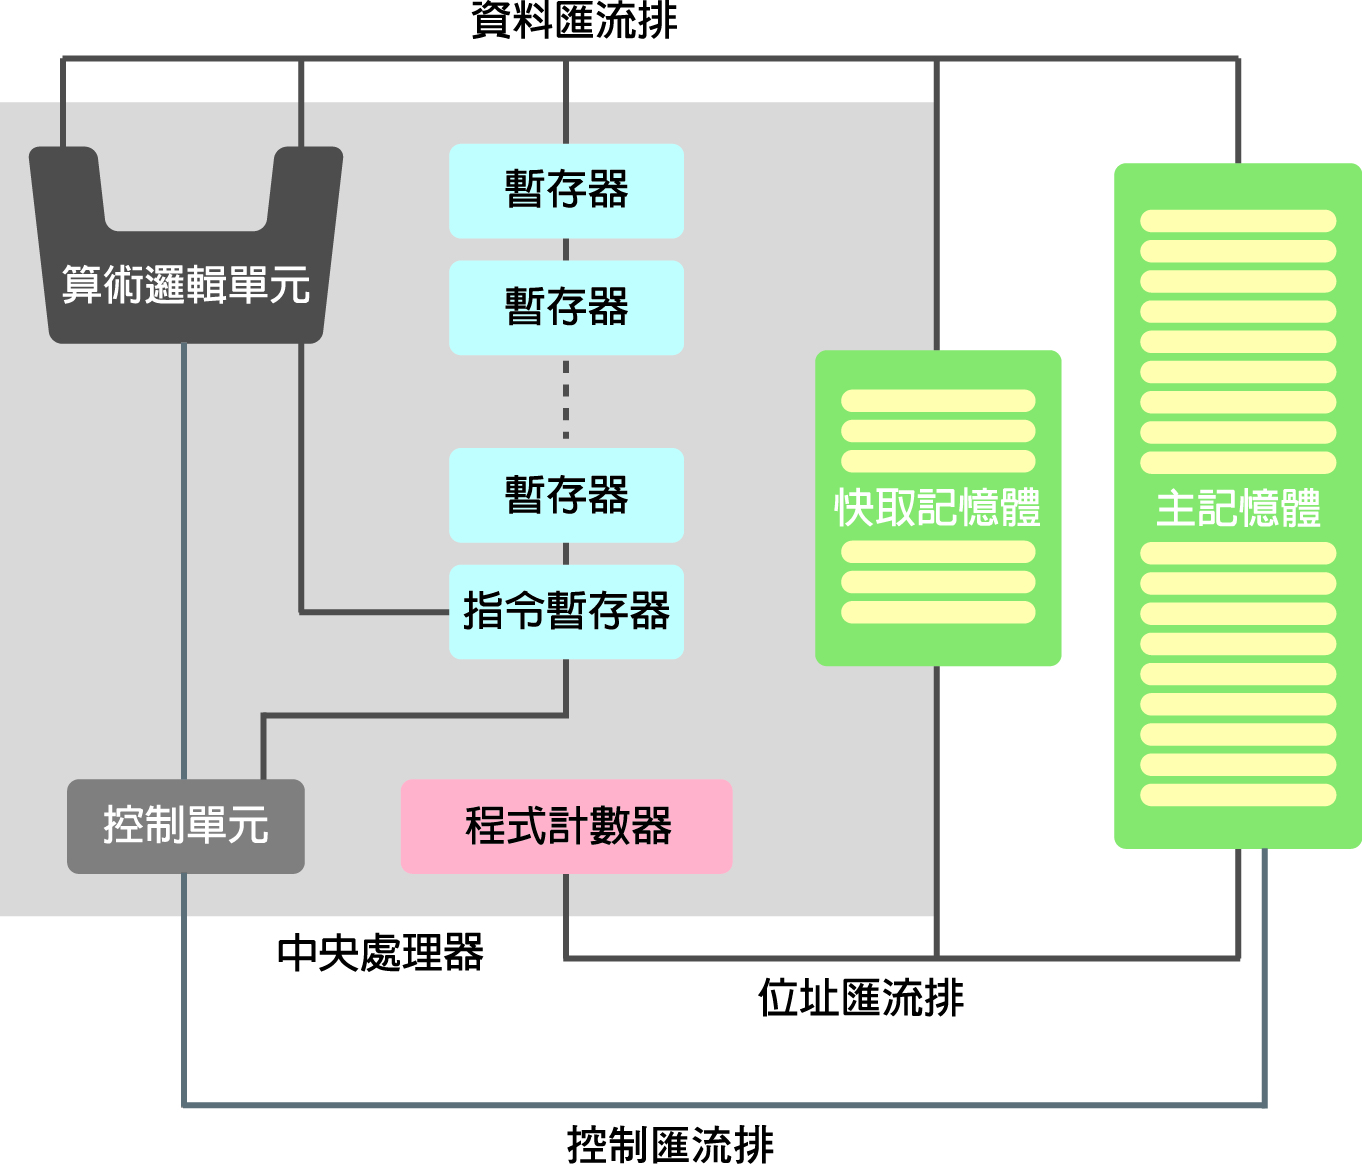 資料匯流排
暫存器
算術邏輯單元
暫存器
暫存器
快取記憶體
主記憶體
指令暫存器
控制單元
程式計數器
中央處理器
位址匯流排
控制匯流排